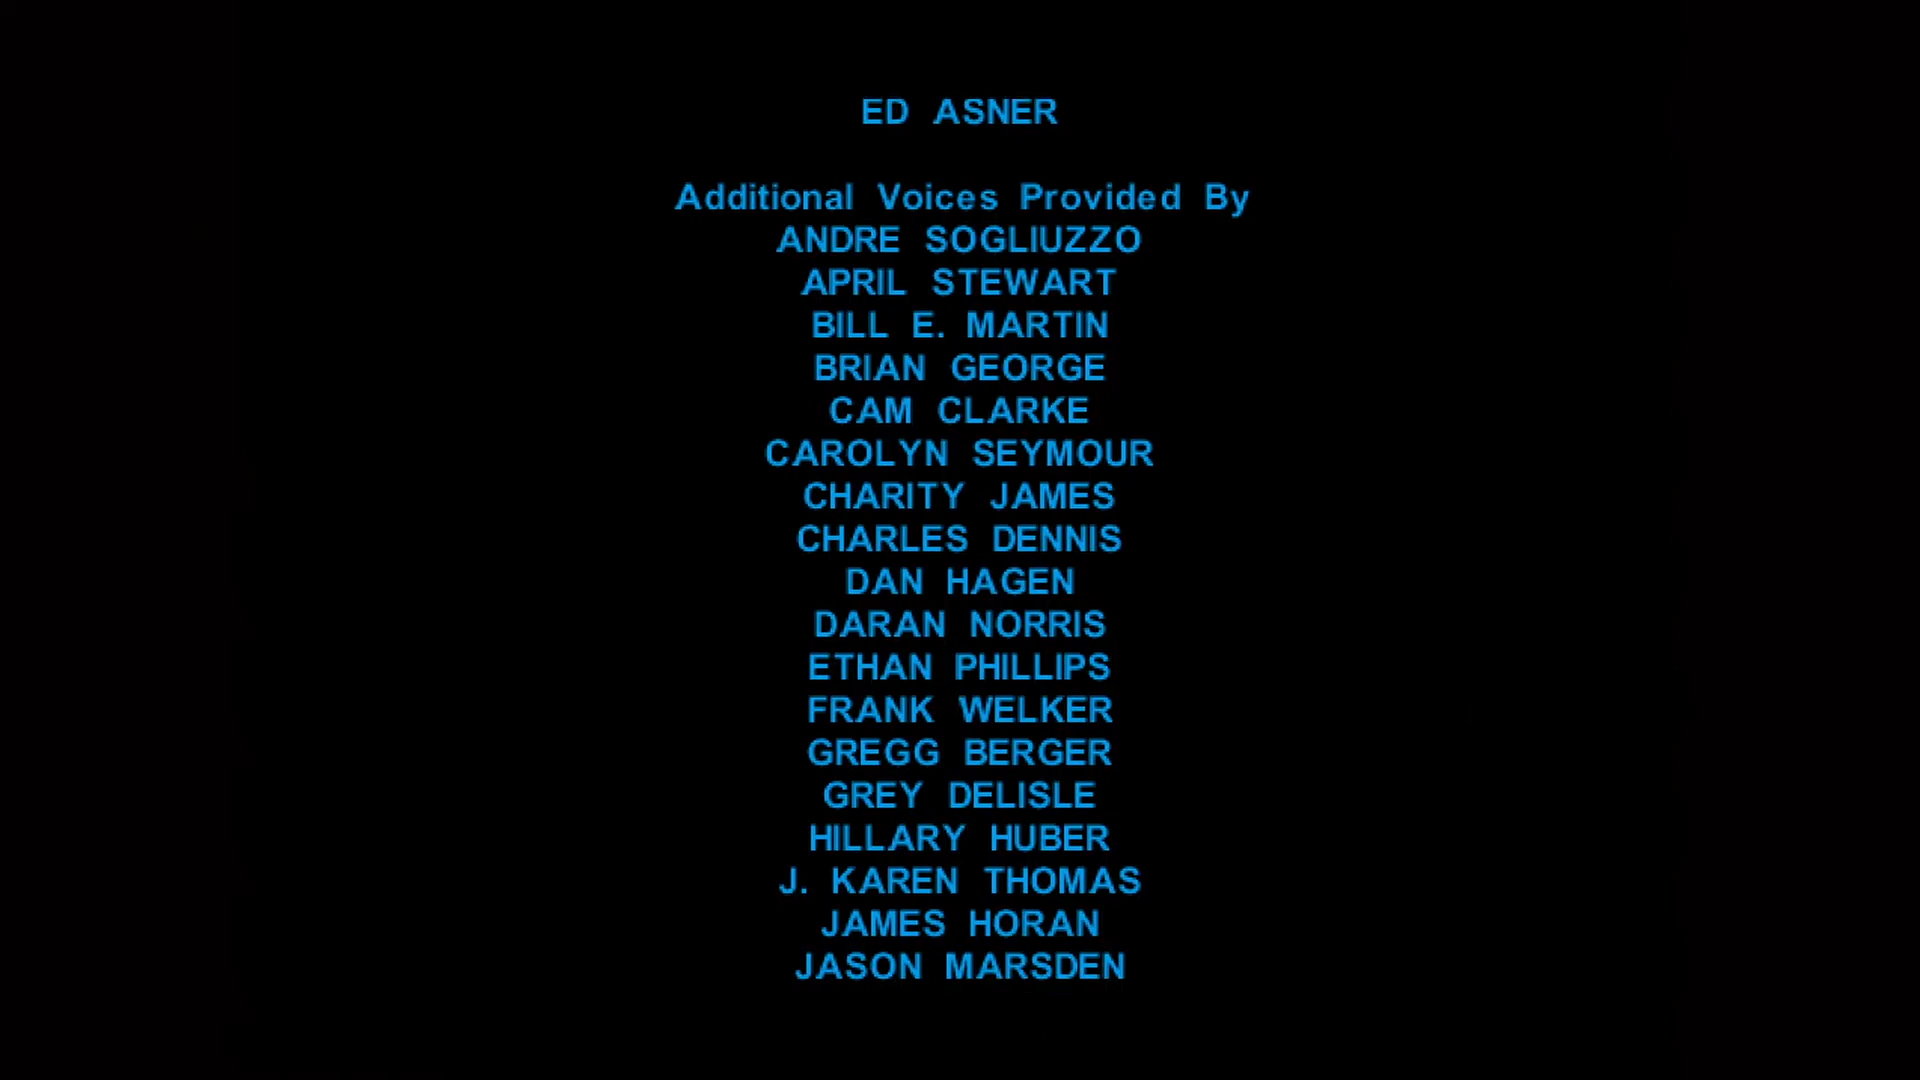 ED ASNER
Additional Voices Provided By
ANDRE SOGLIUZZO
APRIL STEWART
BILL E. MARTIN
BRIAN GEORGE
CAM CLARKE
CAROLYN SEYMOUR
CHARITY JAMES
CHARLES DENNIS
DAN HAGEN
DARAN NORRIS
ETHAN PHILLIPS
FRANK WELKER
GREGG BERGER
GREY DELISLE
HILLARY HUBER
J. KAREN THOMAS
JAMES HORAN
JASON MARSDEN